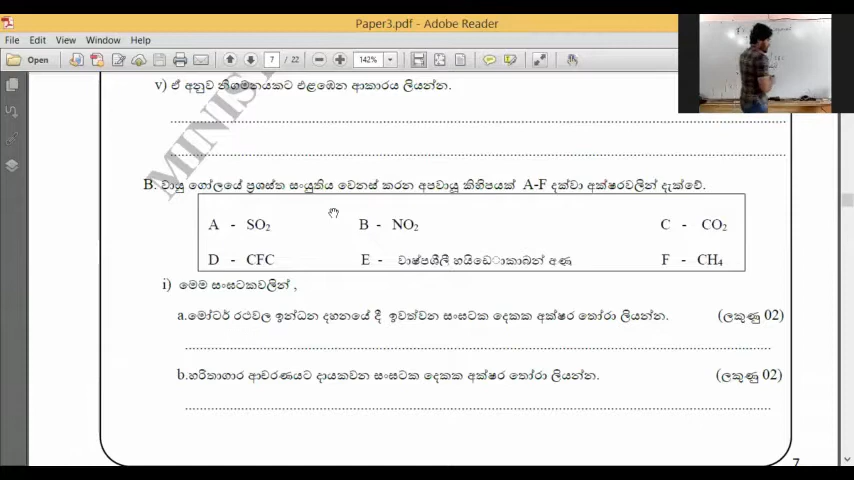 Paper3.pdf - Adobe Reader
File Edit View Window Help
Open 7 / 22 142%
v) ඒ අනුව නිගමනයකට එළඹෙන ආකාරය ලියන්න.
MINIST
B. වායු ගෝලයේ ප්‍රශස්ත සංයුතිය වෙනස් කරන අපවායූ කිහිපයක් A-F දක්වා අක්ෂරවලින් දැක්වේ.
A - SO2 B - NO2 C - CO2
D - CFC E - වාෂ්පශීලී හයිඩොකාබන් අණු F - CH4
i) මෙම සංඝටකවලින් ,
a.මෝටර් රථවල ඉන්ධන දහනයේ දී ඉවත්වන සංඝටක දෙකක අක්ෂර තෝරා ලියන්න. (ලකුණු 02)
b.හරිතාගාර ආචරණයට දායකවන සංඝටක දෙකක අක්ෂර තෝරා ලියන්න. (ලකුණු 02)
7